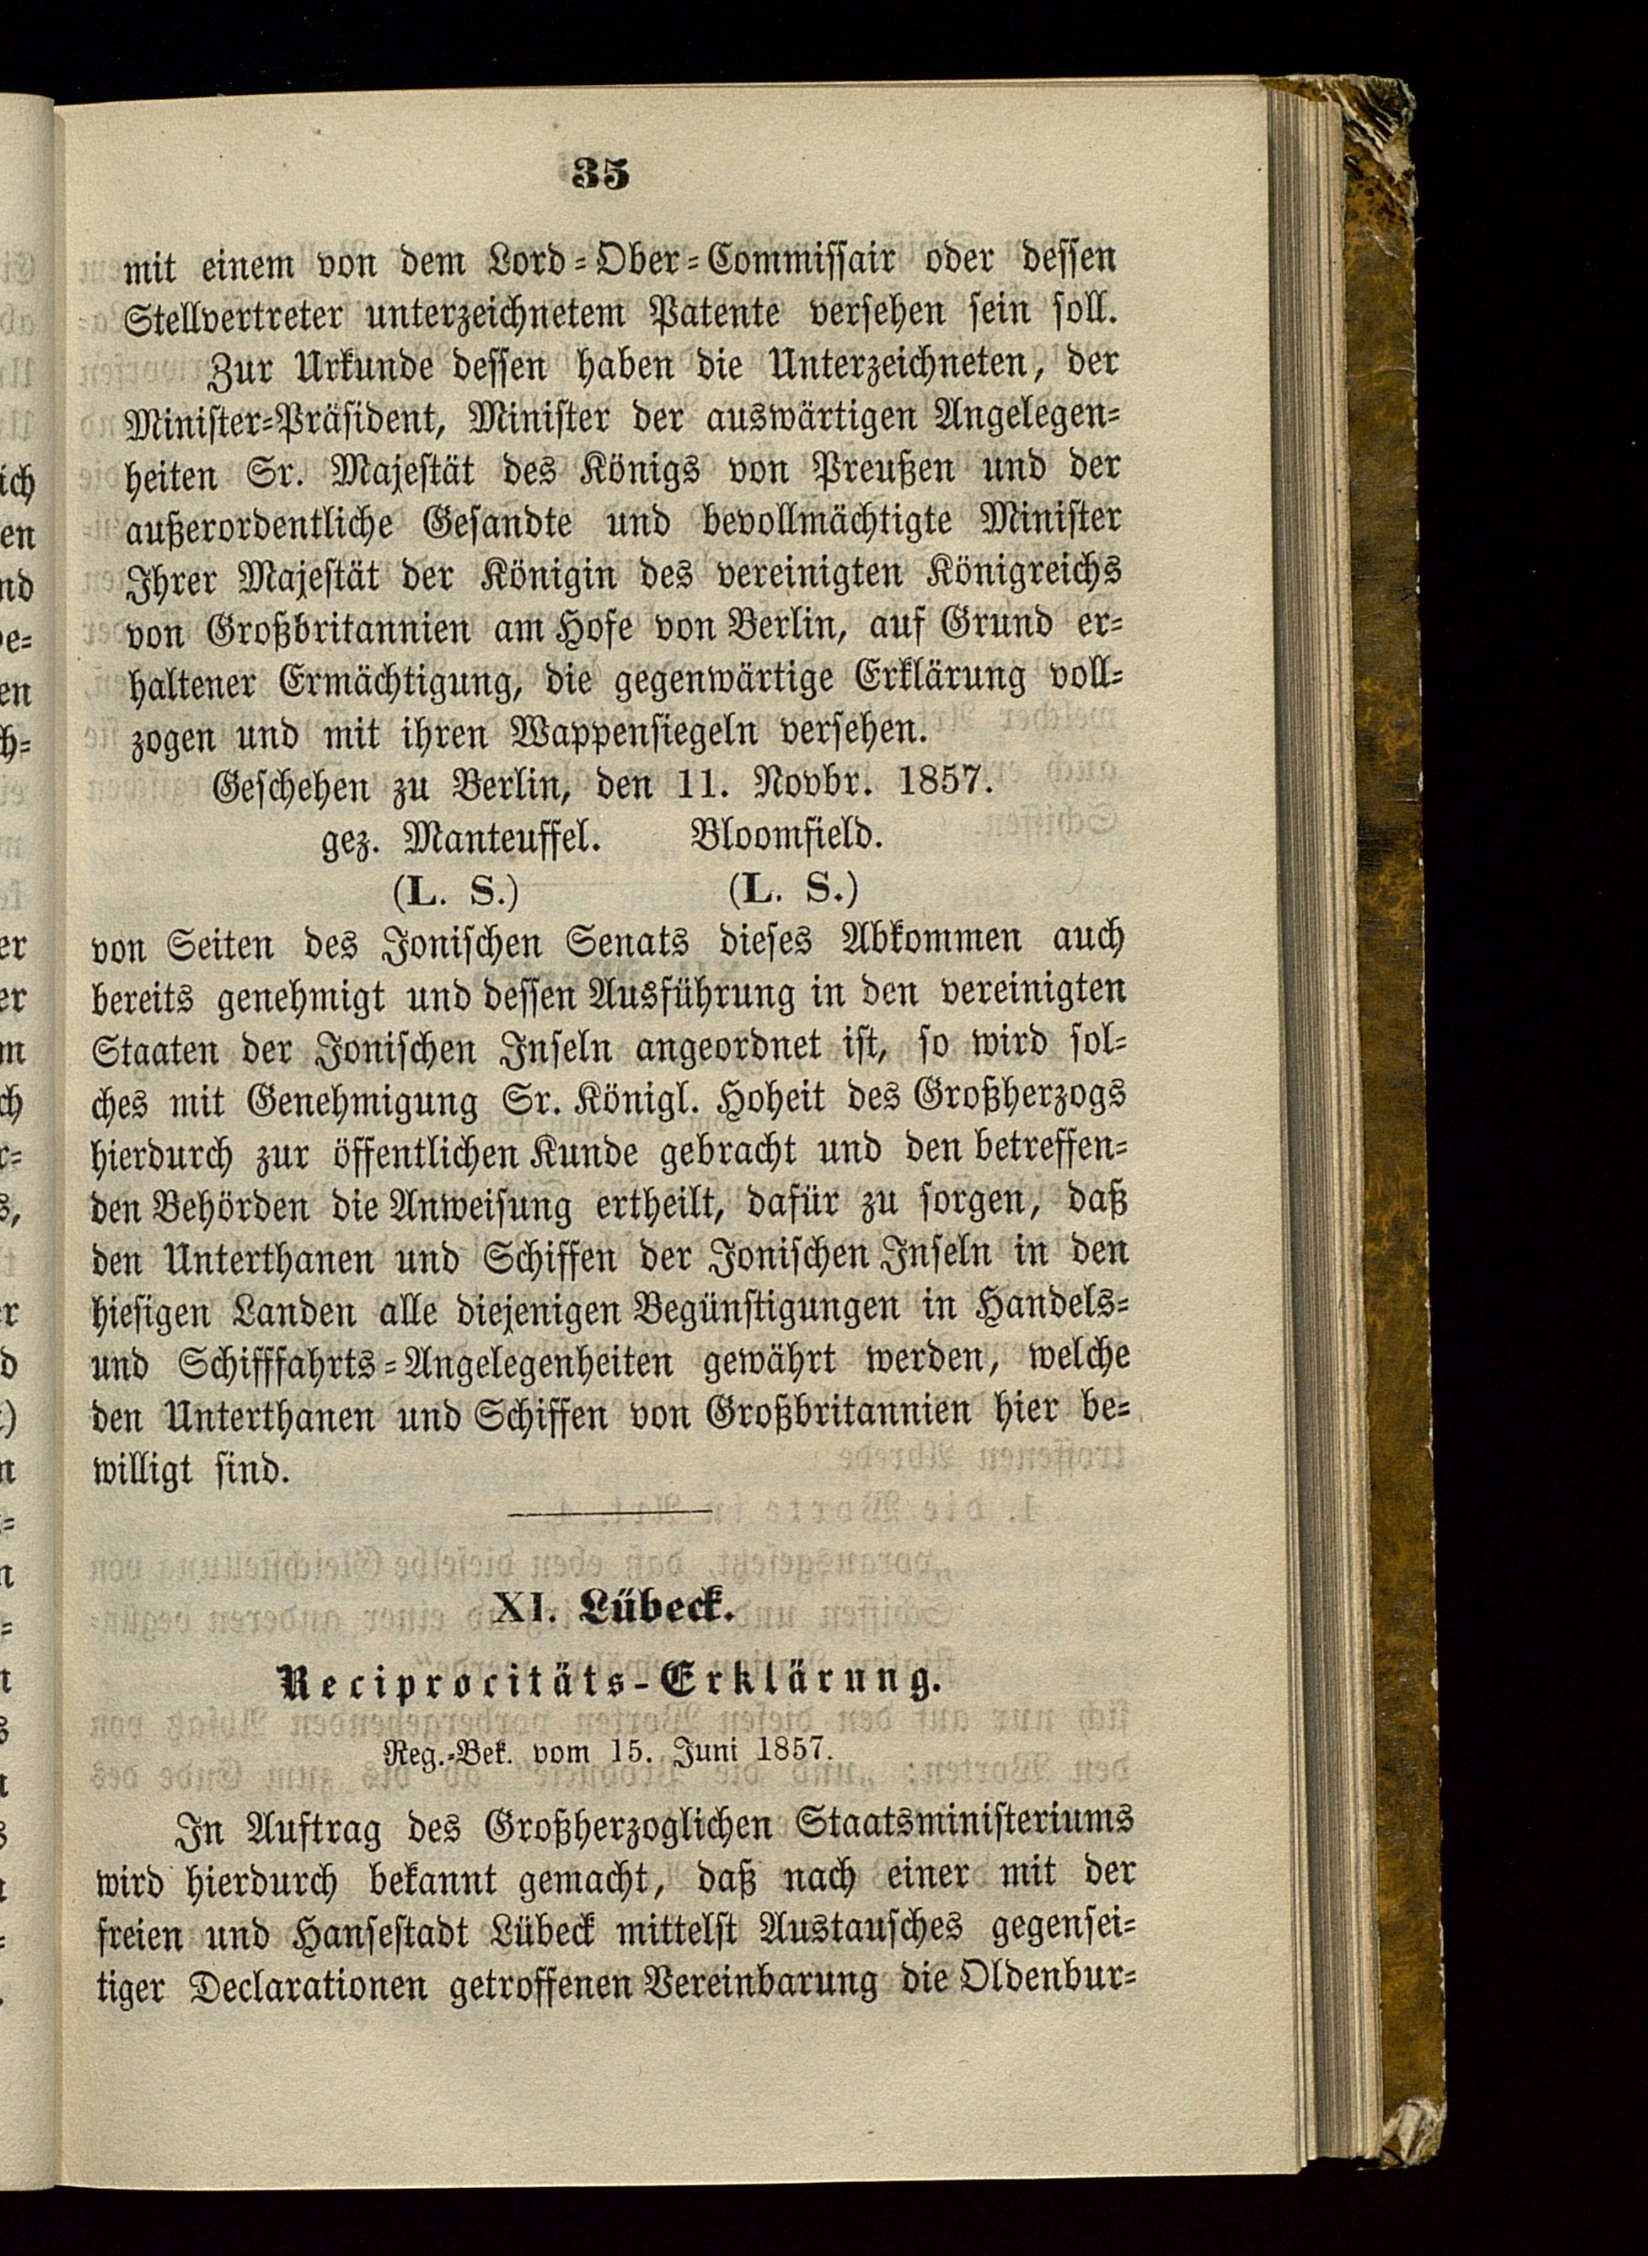 35
mit einem von dem Lord=Ober=Commissair oder dessen
Stellvertreter unterzeichnetem Patente versehen sein soll.
Zur Urkunde dessen haben die Unterzeichneten, der
Minister=Präsident, Minister der auswärtigen Angelegen=
heiten Sr. Majestät des Königs von Preußen und der
außerordentliche Gesandte und bevollmächtigte Minister
Ihrer Majestät der Königin des vereinigten Königreichs
von Großbritannien am Hofe von Berlin, auf Grund er=
haltener Ermächtigung, die gegenwärtige Erklärung voll=
zogen und mit ihren Wappensiegeln versehen.
Geschehen zu Berlin, den 11. Novbr. 1857.
gez. Manteuffel. Bloomfield.
(L. S.) (L. S.)
von Seiten des Jonischen Senats dieses Abkommen auch
bereits genehmigt und dessen Ausführung in den vereinigten
Staaten der Jonischen Inseln angeordnet ist, so wird sol=
ches mit Genehmigung Sr. Königl. Hoheit des Großherzogs
hierdurch zur öffentlichen Kunde gebracht und den betreffen=
den Behörden die Anweisung ertheilt, dafür zu sorgen, daß
den Unterthanen und Schiffen der Jonischen Inseln in den
hiesigen Landen alle diejenigen Begünstigungen in Handels=
und Schifffahrts=Angelegenheiten gewährt werden, welche
den Unterthanen und Schiffen von Großbritannien hier be=
willigt sind.
XI. Lübeck.
Reciprocitäts-Erklärung.
Reg.=Bek. vom 15. Juni 1857.
In Auftrag des Großherzoglichen Staatsministeriums
wird hierdurch bekannt gemacht, daß nach einer mit der
freien und Hansestadt Lübeck mittelst Austausches gegensei=
tiger Declarationen getroffenen Vereinbarung die Oldenbur=